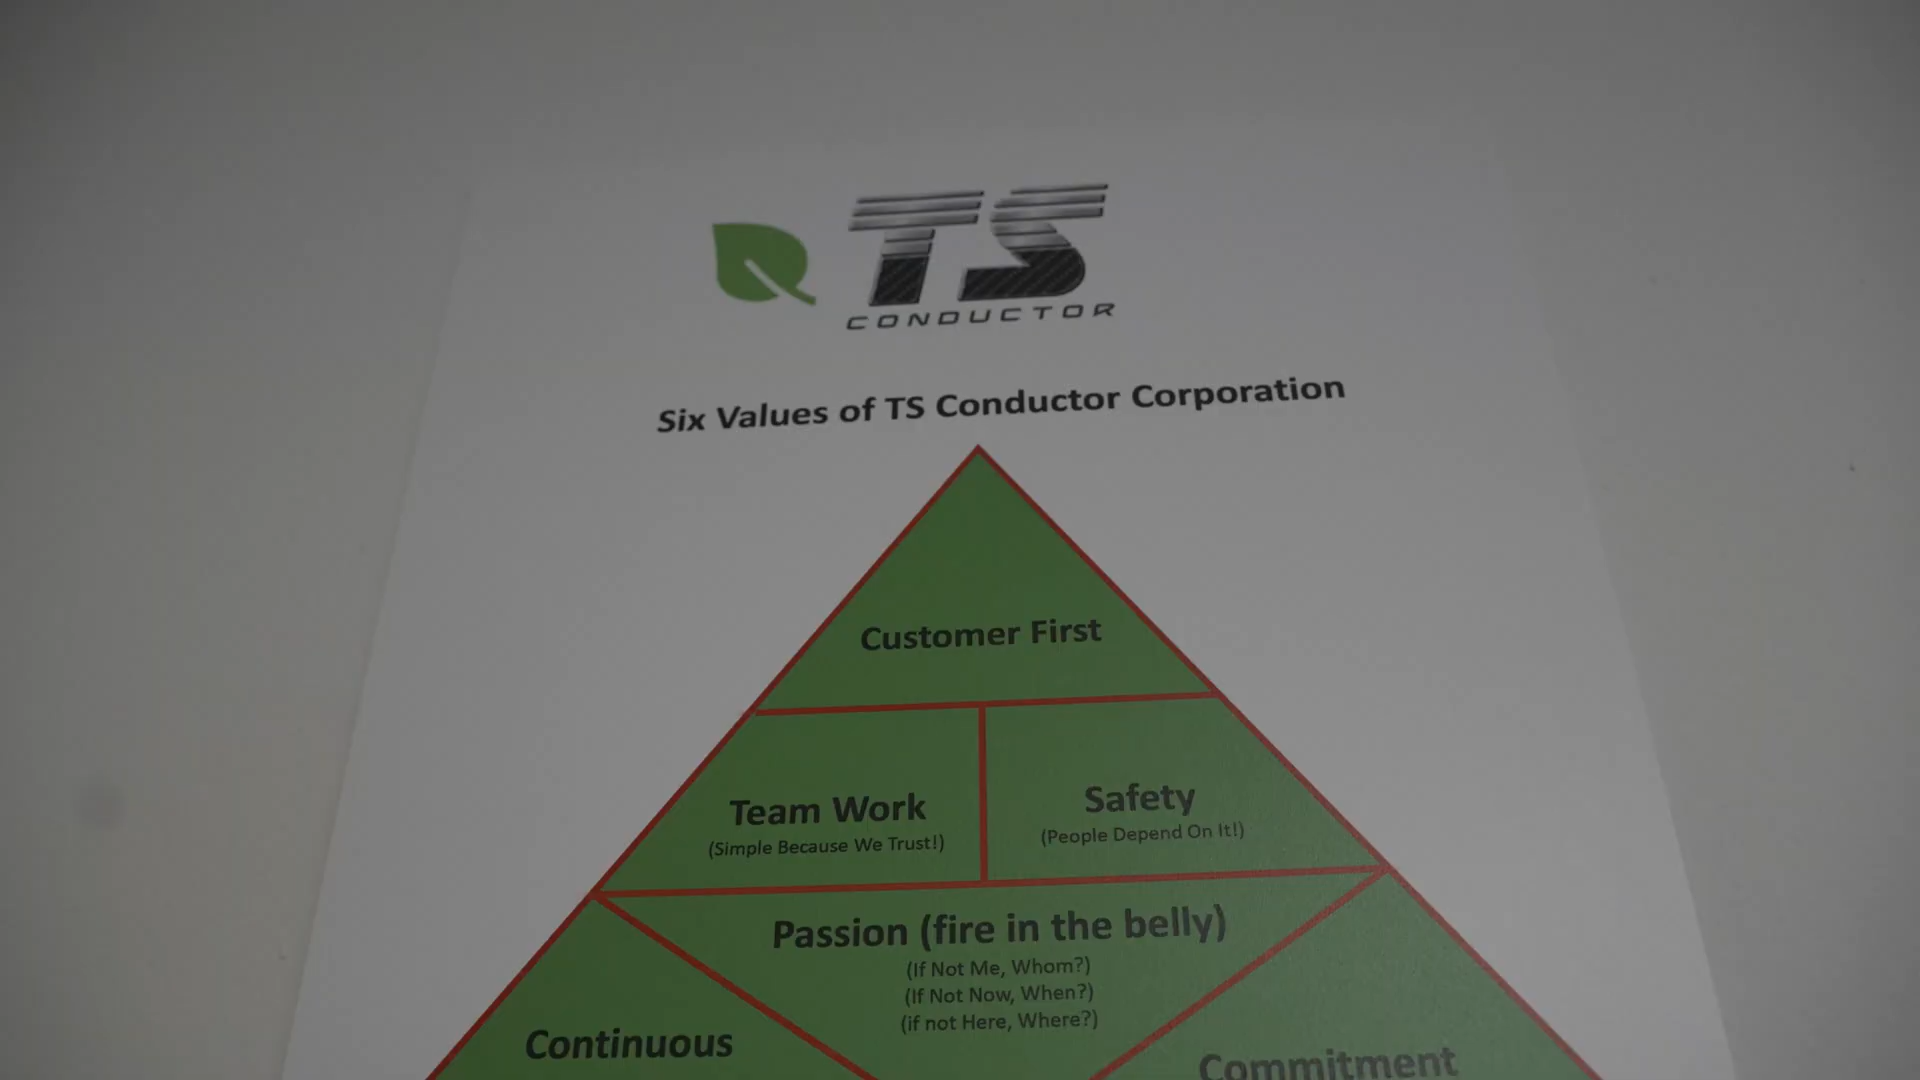 TS
CONDUCTOR
Six Values of TS Conductor Corporation
Customer First
Team Work
(Simple Because We Trust!)
Safety
(People Depend On It!)
Passion (fire in the belly)
(If Not Me, Whom?)
(If Not Now, When?)
(if not Here, Where?)
Continuous
Commitment